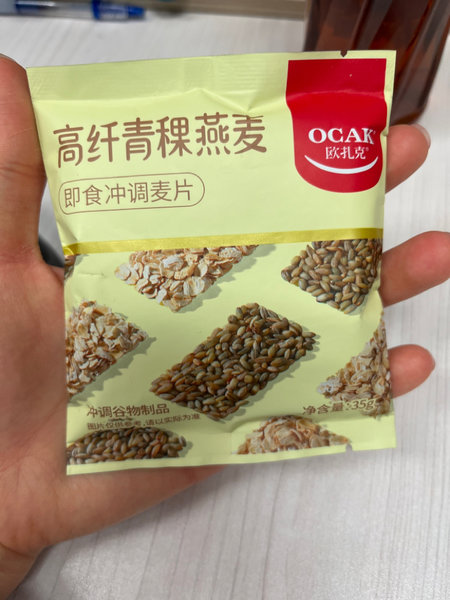 OCAK®
欧扎克®
高纤青稞燕麦
即食冲调麦片
冲调谷物制品
图片仅供参考,请以实际为准
净含量:35g